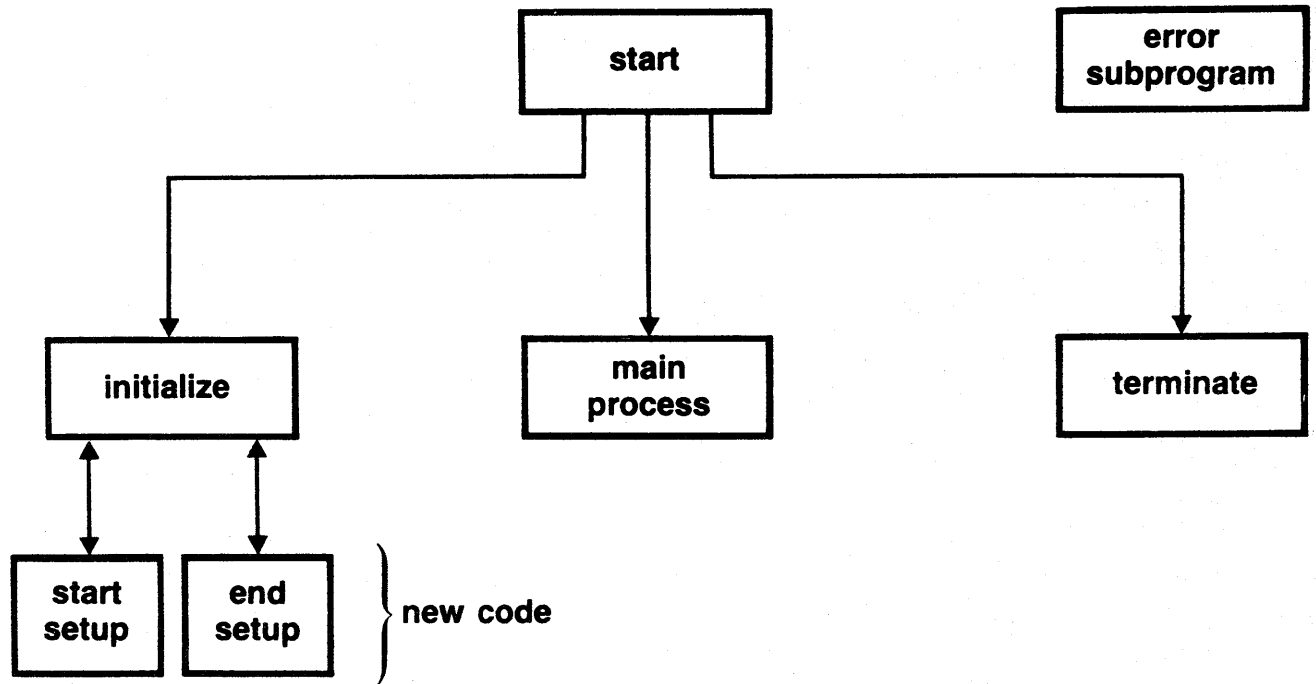 start
error
subprogram
initialize
main
process
terminate
start
setup
end
setup
new code